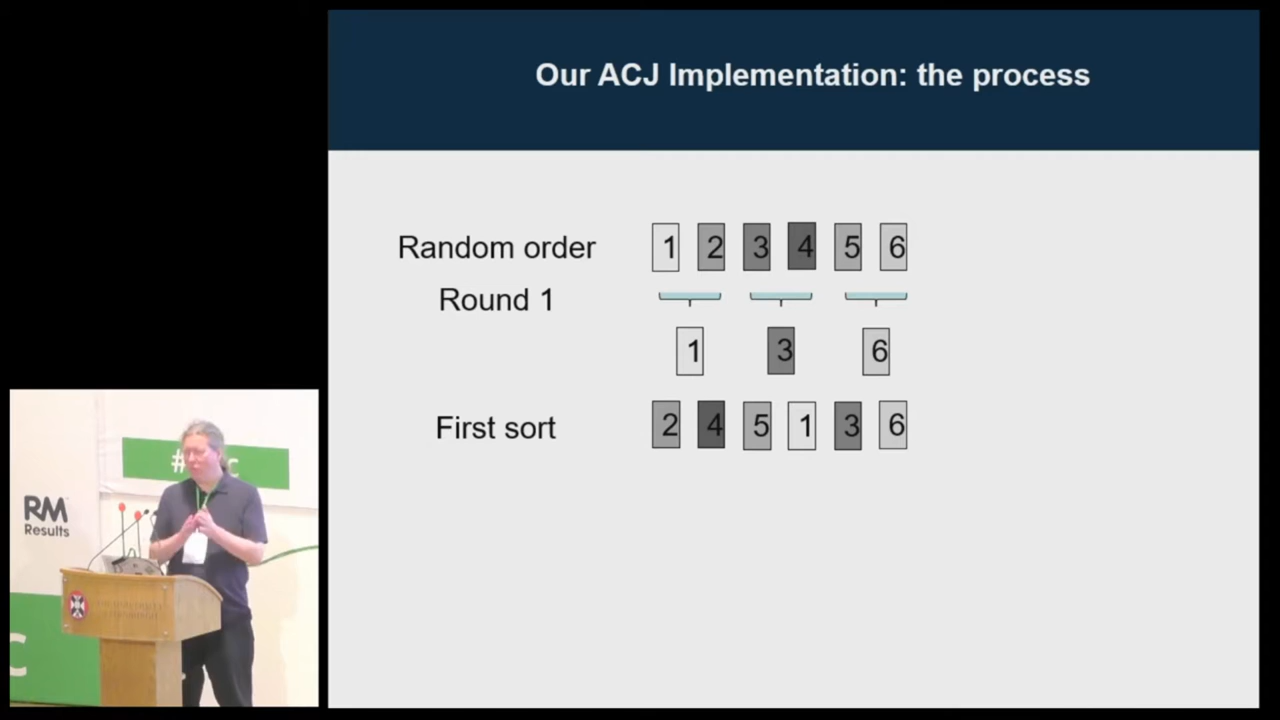 Our ACJ Implementation: the process
Random order
1 2 3 4 5 6
Round 1
1 3 6
First sort
2 4 5 1 3 6
RM
Results